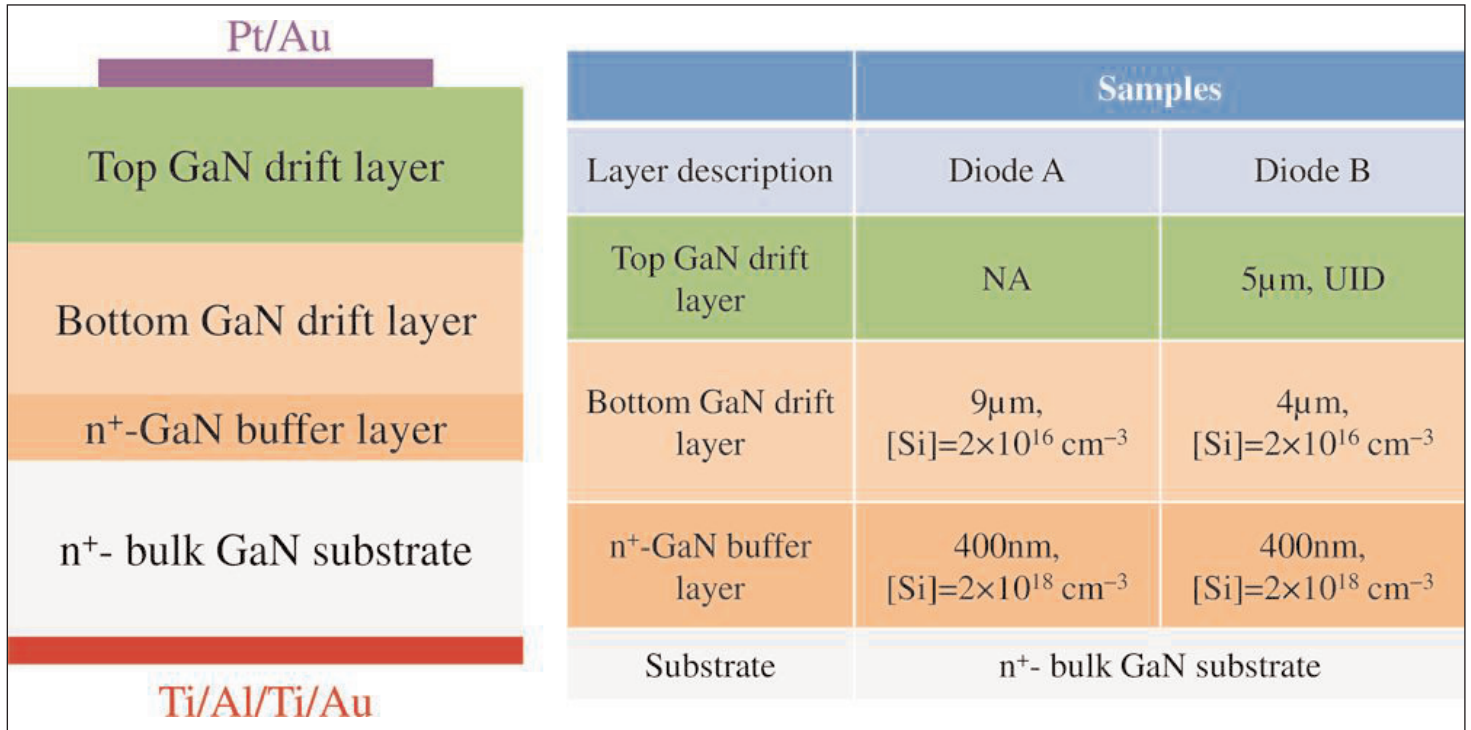 Pt/Au
Top GaN drift layer
Bottom GaN drift layer
n⁺-GaN buffer layer
n⁺- bulk GaN substrate
Ti/Al/Ti/Au
Samples
Layer description
Diode A
Diode B
Top GaN drift
layer
NA
5µm, UID
Bottom GaN drift
layer
9µm,
[Si]=2×10¹⁶ cm⁻³
4µm,
[Si]=2×10¹⁶ cm⁻³
n⁺-GaN buffer
layer
400nm,
[Si]=2×10¹⁸ cm⁻³
400nm,
[Si]=2×10¹⁸ cm⁻³
Substrate
n⁺- bulk GaN substrate